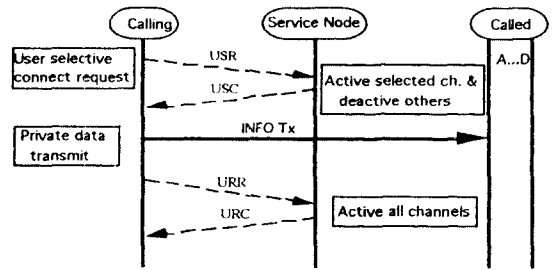 Calling
Service Node
Called
User selective
connect request
USR
A...D
USC
Active selected ch. &
deactive others
Private data
transmit
INFO Tx
URR
URC
Active all channels